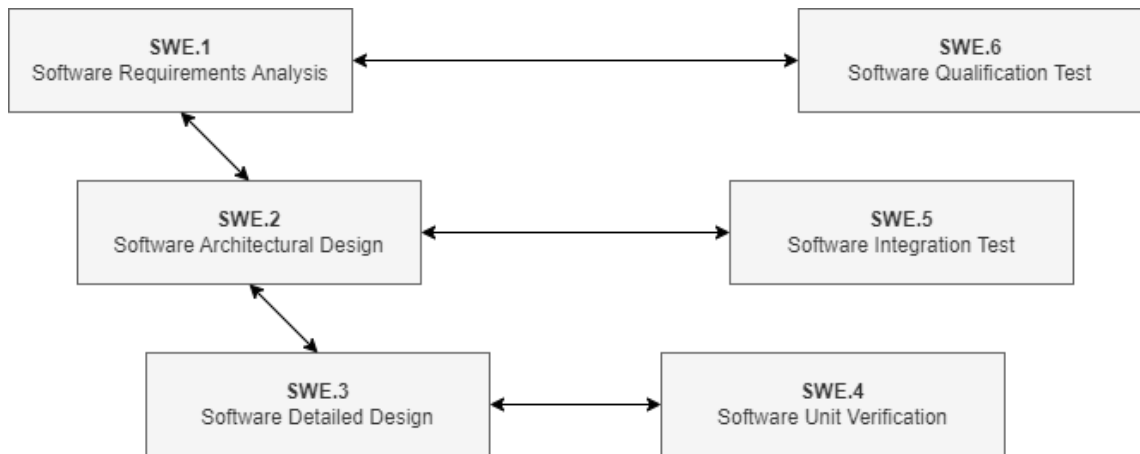 SWE.1
Software Requirements Analysis
SWE.6
Software Qualification Test
SWE.2
Software Architectural Design
SWE.5
Software Integration Test
SWE.3
Software Detailed Design
SWE.4
Software Unit Verification